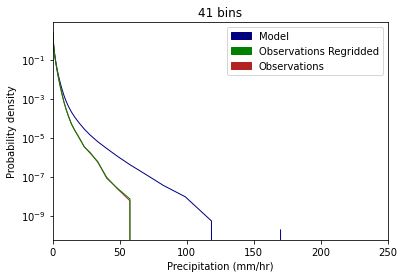 41 bins
Model
Observations Regridded
Observations
Probability density
10⁻¹
10⁻³
10⁻⁵
10⁻⁷
10⁻⁹
0 50 100 150 200 250
Precipitation (mm/hr)